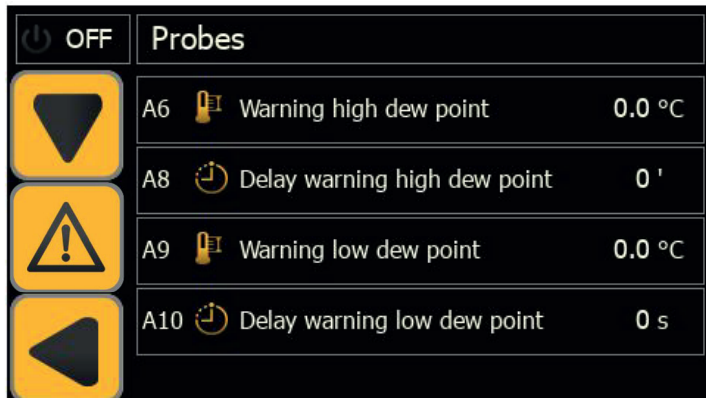 OFF Probes
A6 Warning high dew point 0.0 °C
A8 Delay warning high dew point 0 '
A9 Warning low dew point 0.0 °C
A10 Delay warning low dew point 0 s